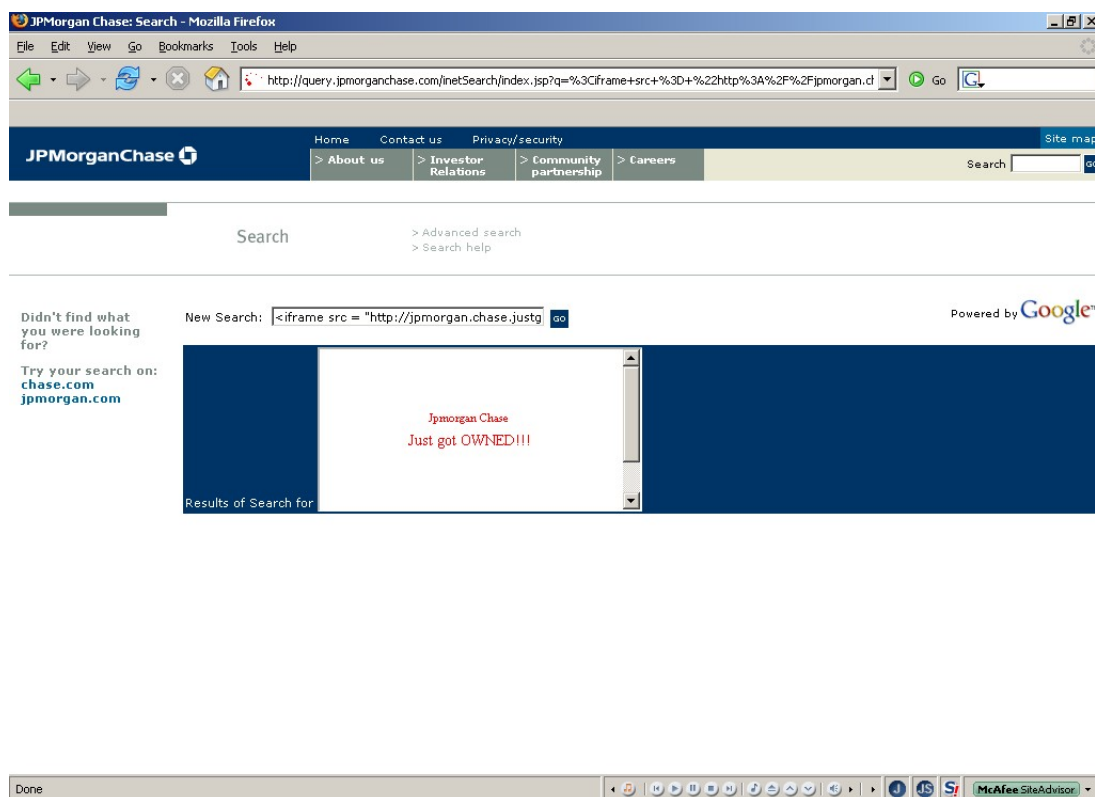 JPMorgan Chase: Search - Mozilla Firefox
File Edit View Go Bookmarks Tools Help
http://query.jpmorganchase.com/inetSearch/index.jsp?q=%3Ciframe+src+%3D+%22http%3A%2F%2Fjpmorgan.cl Go G
Home Contact us Privacy/security Site map
JPMorganChase
> About us > Investor Relations > Community partnership > Careers
Search GO
Search
> Advanced search
> Search help
Didn't find what
you were looking
for?
Try your search on:
chase.com
jpmorgan.com
New Search: <iframe src = "http://jpmorgan.chase.justg GO
Powered by Google™
Jpmorgan Chase
Just got OWNED!!!
Results of Search for
Done
J JS S! McAfee SiteAdvisor